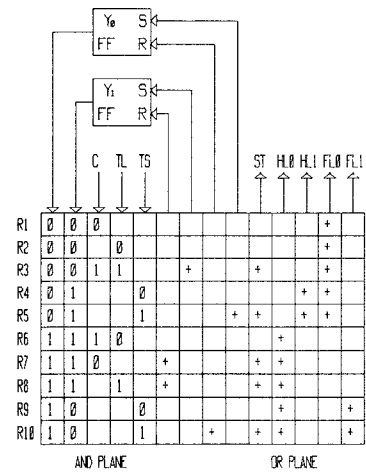 Y0 S
FF R
Y1 S
FF R
C TL TS ST HL0 HL1 FL0 FL1
R1 0 0 0 +
R2 0 0 0 +
R3 0 0 1 1 + + +
R4 0 1 0 + +
R5 0 1 1 + + + +
R6 1 1 1 0 +
R7 1 1 0 + + +
R8 1 1 1 + + +
R9 1 0 0 + +
R10 1 0 1 + + + +
AND PLANE OR PLANE